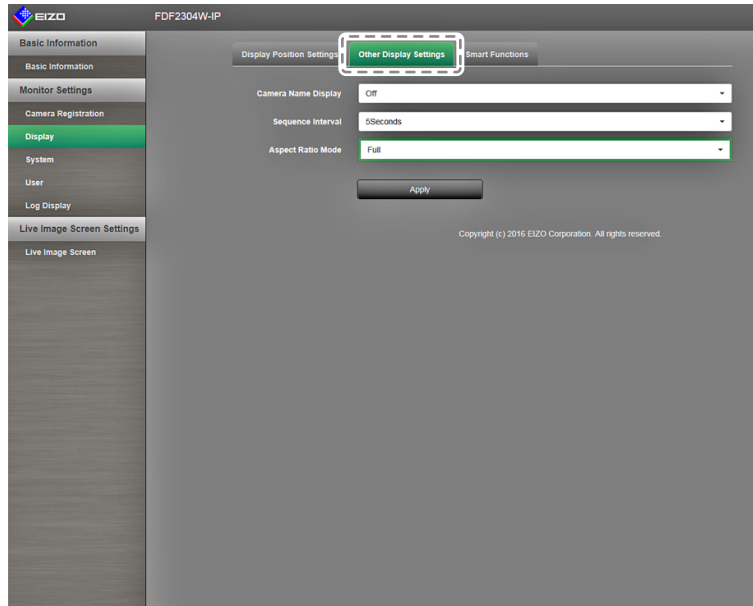 EIZO
FDF2304W-IP
Basic Information
Basic Information
Monitor Settings
Camera Registration
Display
System
User
Log Display
Live Image Screen Settings
Live Image Screen
Display Position Settings
Other Display Settings
Smart Functions
Camera Name Display
Off
Sequence Interval
5Seconds
Aspect Ratio Mode
Full
Apply
Copyright (c) 2016 EIZO Corporation. All rights reserved.